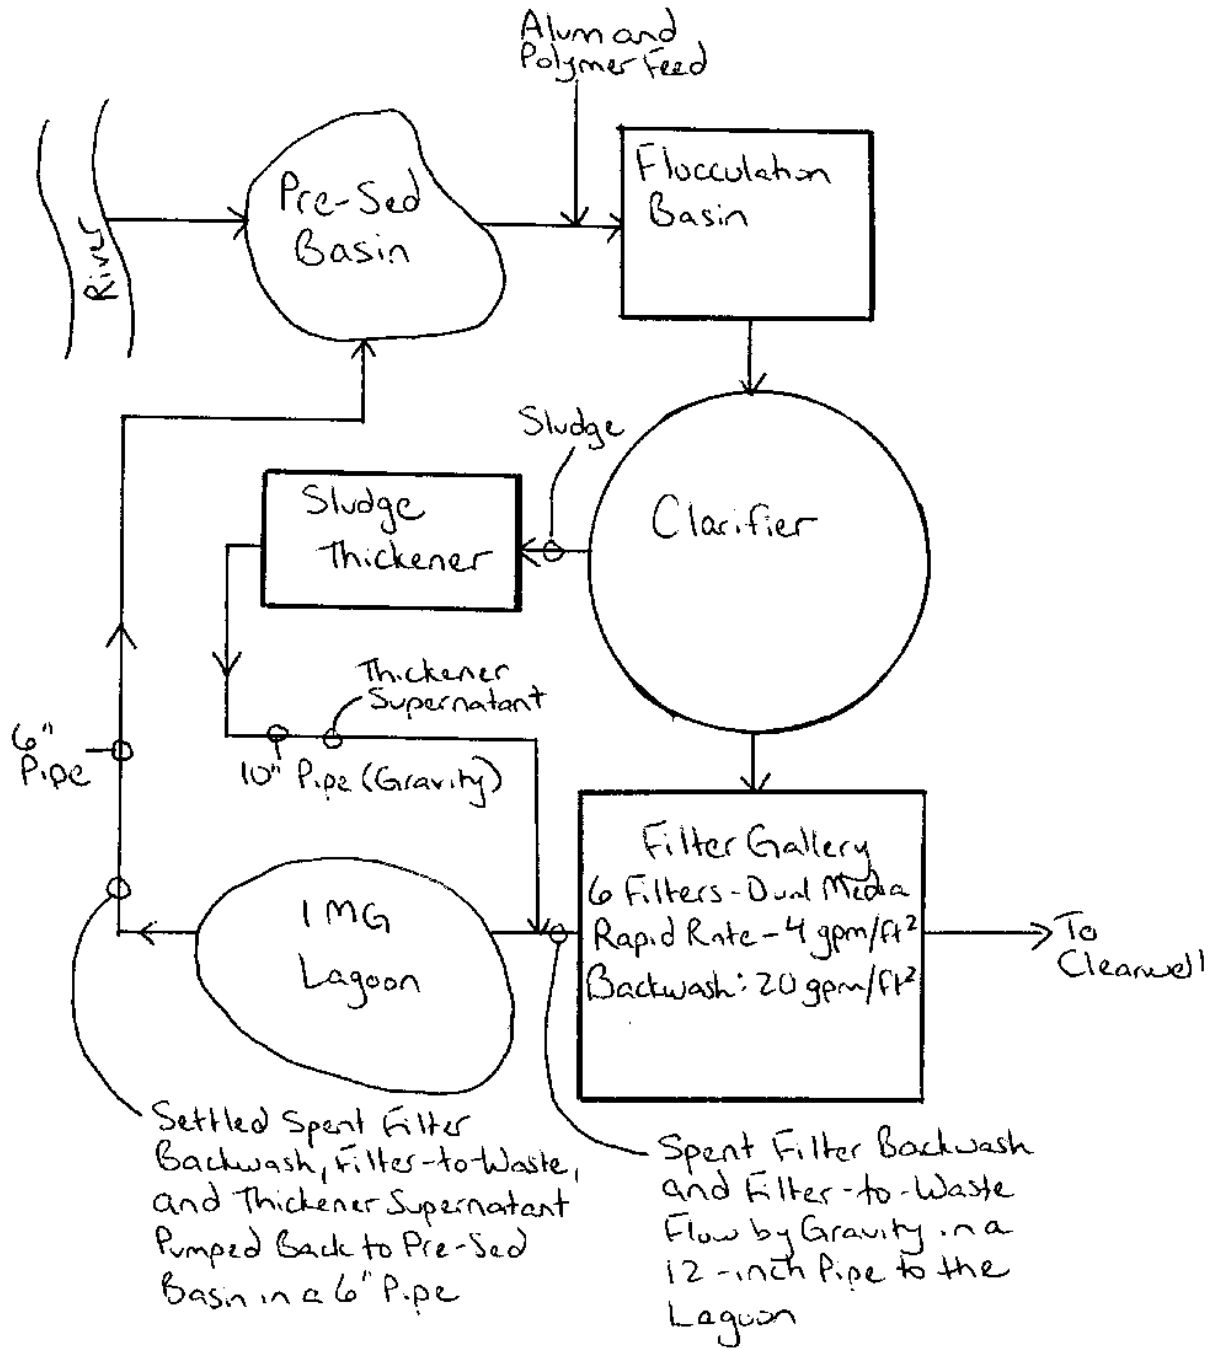 Alum and
Polymer Feed
River
Pre-Sed
Basin
Flocculation
Basin
Sludge
Clarifier
Sludge
Thickener
Thickener
Supernatant
6"
Pipe
10" Pipe (Gravity)
Filter Gallery
6 Filters-Dual Media
Rapid Rate-4 gpm/ft²
Backwash: 20 gpm/ft²
1 MG
Lagoon
To
Clearwell
Settled Spent Filter
Backwash, Filter-to-Waste,
and Thickener Supernatant
Pumped Back to Pre-Sed
Basin in a 6" Pipe
Spent Filter Backwash
and Filter-to-Waste
Flow by Gravity in a
12-inch Pipe to the
Lagoon